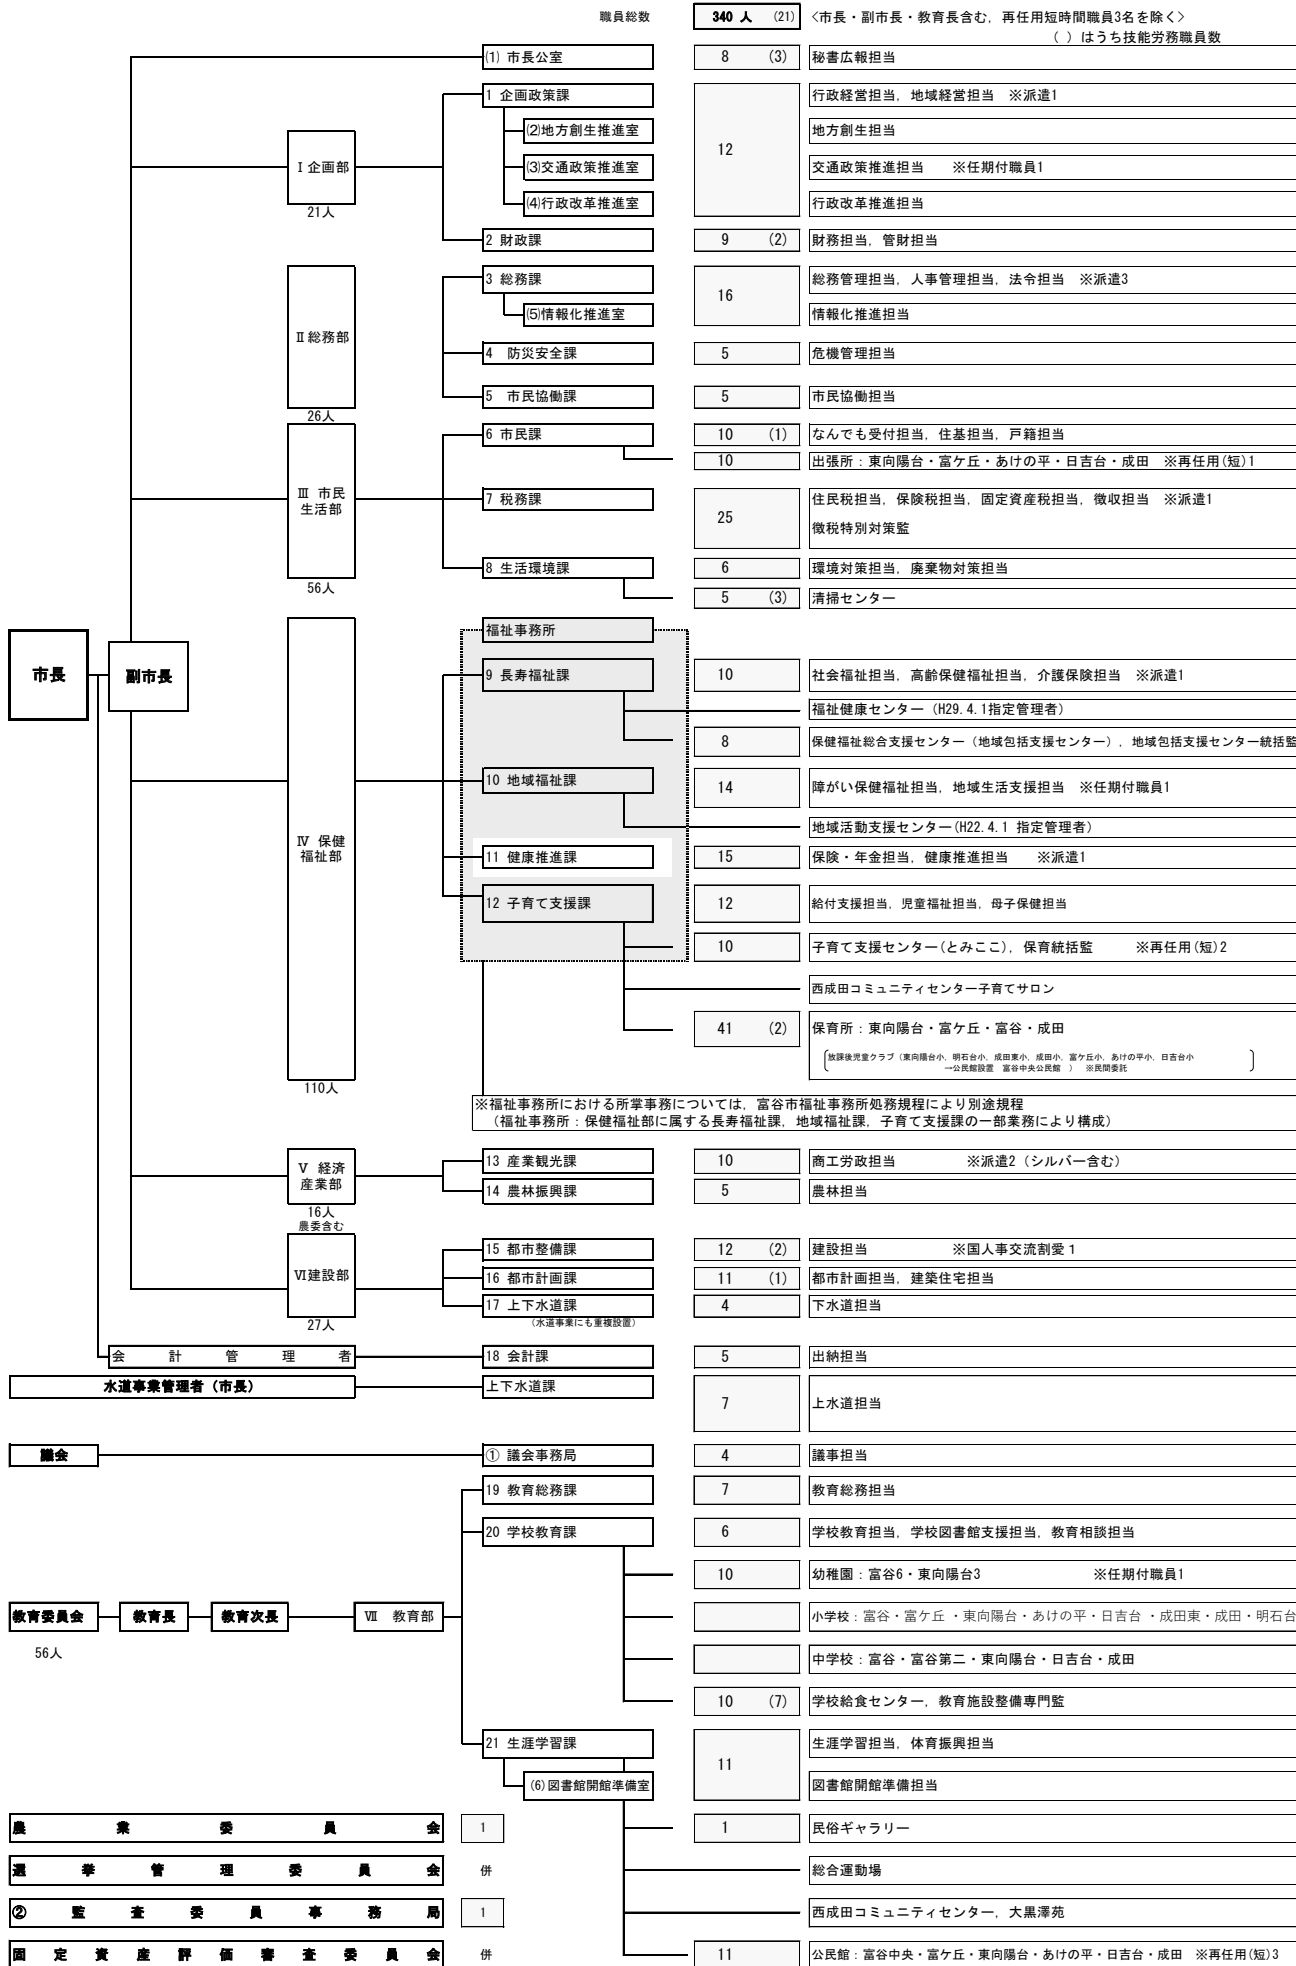 職員総数 340 人 (21) <市長・副市長・教育長含む，再任用短時間職員3名を除く>
( ) はうち技能労務職員数
(1) 市長公室 8 (3) 秘書広報担当
1 企画政策課 行政経営担当，地域経営担当 ※派遣1
(2)地方創生推進室 地方創生担当
12
Ⅰ企画部 (3)交通政策推進室 交通政策推進担当 ※任期付職員1
(4)行政改革推進室 行政改革推進担当
21人
2 財政課 9 (2) 財務担当，管財担当
3 総務課 総務管理担当，人事管理担当，法令担当 ※派遣3
16
(5)情報化推進室 情報化推進担当
Ⅱ総務部
4 防災安全課 5 危機管理担当
5 市民協働課 5 市民協働担当
26人
6 市民課 10 (1) なんでも受付担当，住基担当，戸籍担当
10 出張所：東向陽台・富ケ丘・あけの平・日吉台・成田 ※再任用(短)1
Ⅲ 市民
生活部
7 税務課 住民税担当，保険税担当，固定資産税担当，徴収担当 ※派遣1
25
徴税特別対策監
8 生活環境課 6 環境対策担当，廃棄物対策担当
56人
5 (3) 清掃センター
福祉事務所
市長 副市長
9 長寿福祉課 10 社会福祉担当，高齢保健福祉担当，介護保険担当 ※派遣1
福祉健康センター（H29.4.1指定管理者）
8 保健福祉総合支援センター（地域包括支援センター），地域包括支援センター統括監
10 地域福祉課 14 障がい保健福祉担当，地域生活支援担当 ※任期付職員1
地域活動支援センター(H22.4.1 指定管理者）
Ⅳ 保健
福祉部
11 健康推進課 15 保険・年金担当，健康推進担当 ※派遣1
12 子育て支援課 12 給付支援担当，児童福祉担当，母子保健担当
10 子育て支援センター(とみここ)，保育統括監 ※再任用(短)2
西成田コミュニティセンター子育てサロン
41 (2) 保育所：東向陽台・富ケ丘・富谷・成田
放課後児童クラブ（東向陽台小，明石台小，成田東小，成田小，富ケ丘小，あけの平小，日吉台小
→公民館設置 富谷中央公民館 ） ※民間委託
110人
※福祉事務所における所掌事務については，富谷市福祉事務所処務規程により別途規程
（福祉事務所：保健福祉部に属する長寿福祉課，地域福祉課，子育て支援課の一部業務により構成）
Ⅴ 経済
産業部
13 産業観光課 10 商工労政担当 ※派遣2（シルバー含む）
14 農林振興課 5 農林担当
16人
農委含む
15 都市整備課 12 (2) 建設担当 ※国人事交流割愛１
Ⅵ建設部 16 都市計画課 11 (1) 都市計画担当，建築住宅担当
17 上下水道課 4 下水道担当
（水道事業にも重複設置）
27人
会計管理者 18 会計課 5 出納担当
水道事業管理者（市長） 上下水道課 7 上水道担当
議会 ① 議会事務局 4 議事担当
19 教育総務課 7 教育総務担当
20 学校教育課 6 学校教育担当，学校図書館支援担当，教育相談担当
10 幼稚園：富谷6・東向陽台3 ※任期付職員1
教育委員会 教育長 教育次長 Ⅶ 教育部 小学校：富谷・富ケ丘 ・東向陽台・あけの平・日吉台 ・成田東・成田・明石台
56人
中学校：富谷・富谷第二・東向陽台・日吉台・成田
10 (7) 学校給食センター，教育施設整備専門監
21 生涯学習課 生涯学習担当，体育振興担当
11
(6)図書館開館準備室 図書館開館準備担当
農業委員会 1 1 民俗ギャラリー
選挙管理委員会 併 総合運動場
② 監査委員事務局 1 西成田コミュニティセンター，大黒澤苑
固定資産評価審査委員会 併 11 公民館：富谷中央・富ケ丘・東向陽台・あけの平・日吉台・成田 ※再任用(短)3